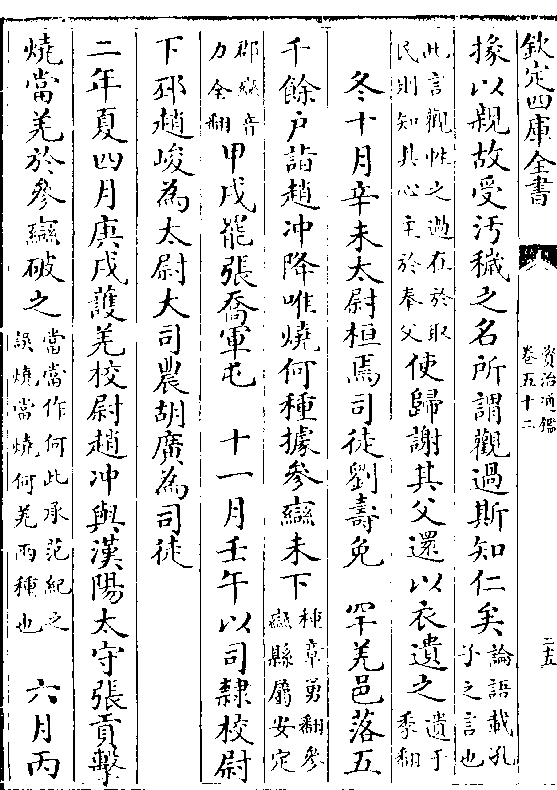 欽定四庫全書
資治通鑑
卷五十二
二五
掾以親故受汚穢之名所謂觀過斯知仁矣論語載孔
子之言也
此言觀性之過在於取
民則知其心主於奉父使歸謝其父還以衣遺之遺于
季翻
冬十月辛未太尉桓焉司徒劉壽免　罕羌邑落五
千餘户詣趙冲降唯燒何種據參䜌未下種章勇翻參
䜌縣屬安定
郡䜌音
力全翻甲戌罷張喬軍屯　十一月壬午以司隸校尉
下邳趙峻為太尉大司農胡廣為司徒
二年夏四月庚戌護羌校尉趙冲與漢陽太守張貢擊
燒當羌於參䜌破之當當作何此承范紀之
誤燒當燒何羌兩種也　六月丙